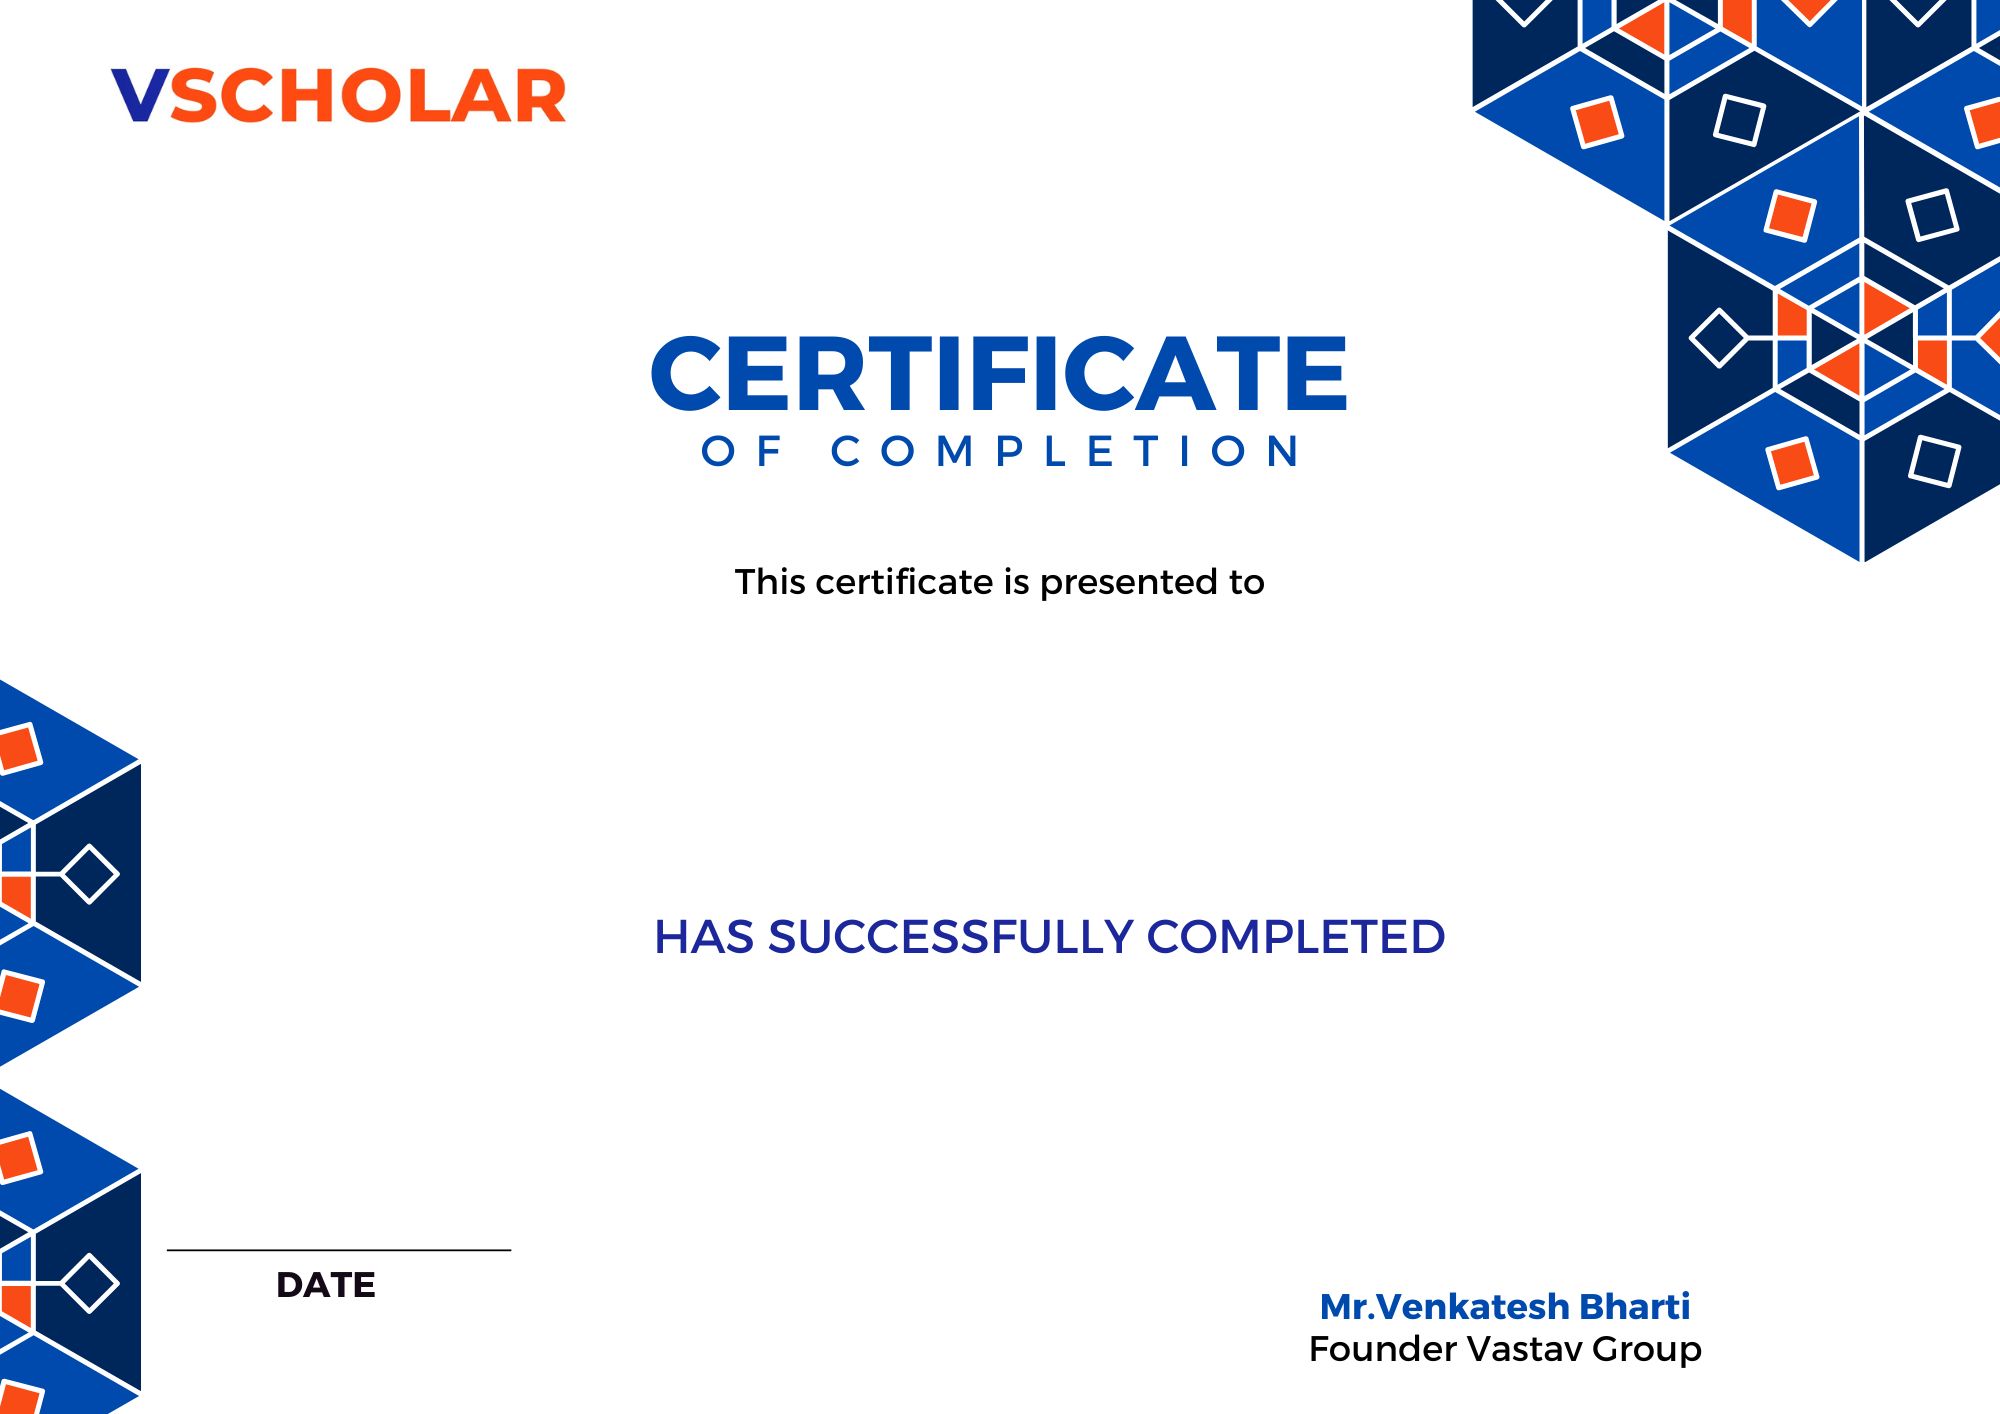 VSCHOLAR
CERTIFICATE
OF COMPLETION
This certificate is presented to
HAS SUCCESSFULLY COMPLETED
DATE
Mr.Venkatesh Bharti
Founder Vastav Group